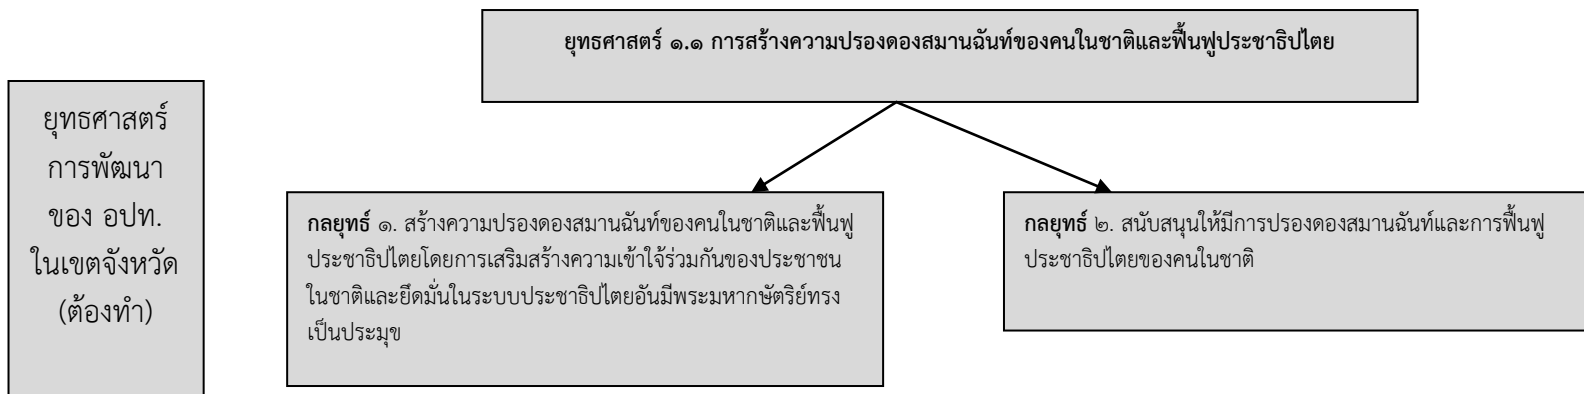 ยุทธศาสตร์ ๑.๑ การสร้างความปรองดองสมานฉันท์ของคนในชาติและฟื้นฟูประชาธิปไตย
ยุทธศาสตร์
การพัฒนา
ของ อปท.
ในเขตจังหวัด
(ต้องทำ)
กลยุทธ์ ๑. สร้างความปรองดองสมานฉันท์ของคนในชาติและฟื้นฟู
ประชาธิปไตยโดยการเสริมสร้างความเข้าใจ้ร่วมกันของประชาชน
ในชาติและยึดมั่นในระบบประชาธิปไตยอันมีพระมหากษัตริย์ทรง
เป็นประมุข
กลยุทธ์ ๒. สนับสนุนให้มีการปรองดองสมานฉันท์และการฟื้นฟู
ประชาธิปไตยของคนในชาติ